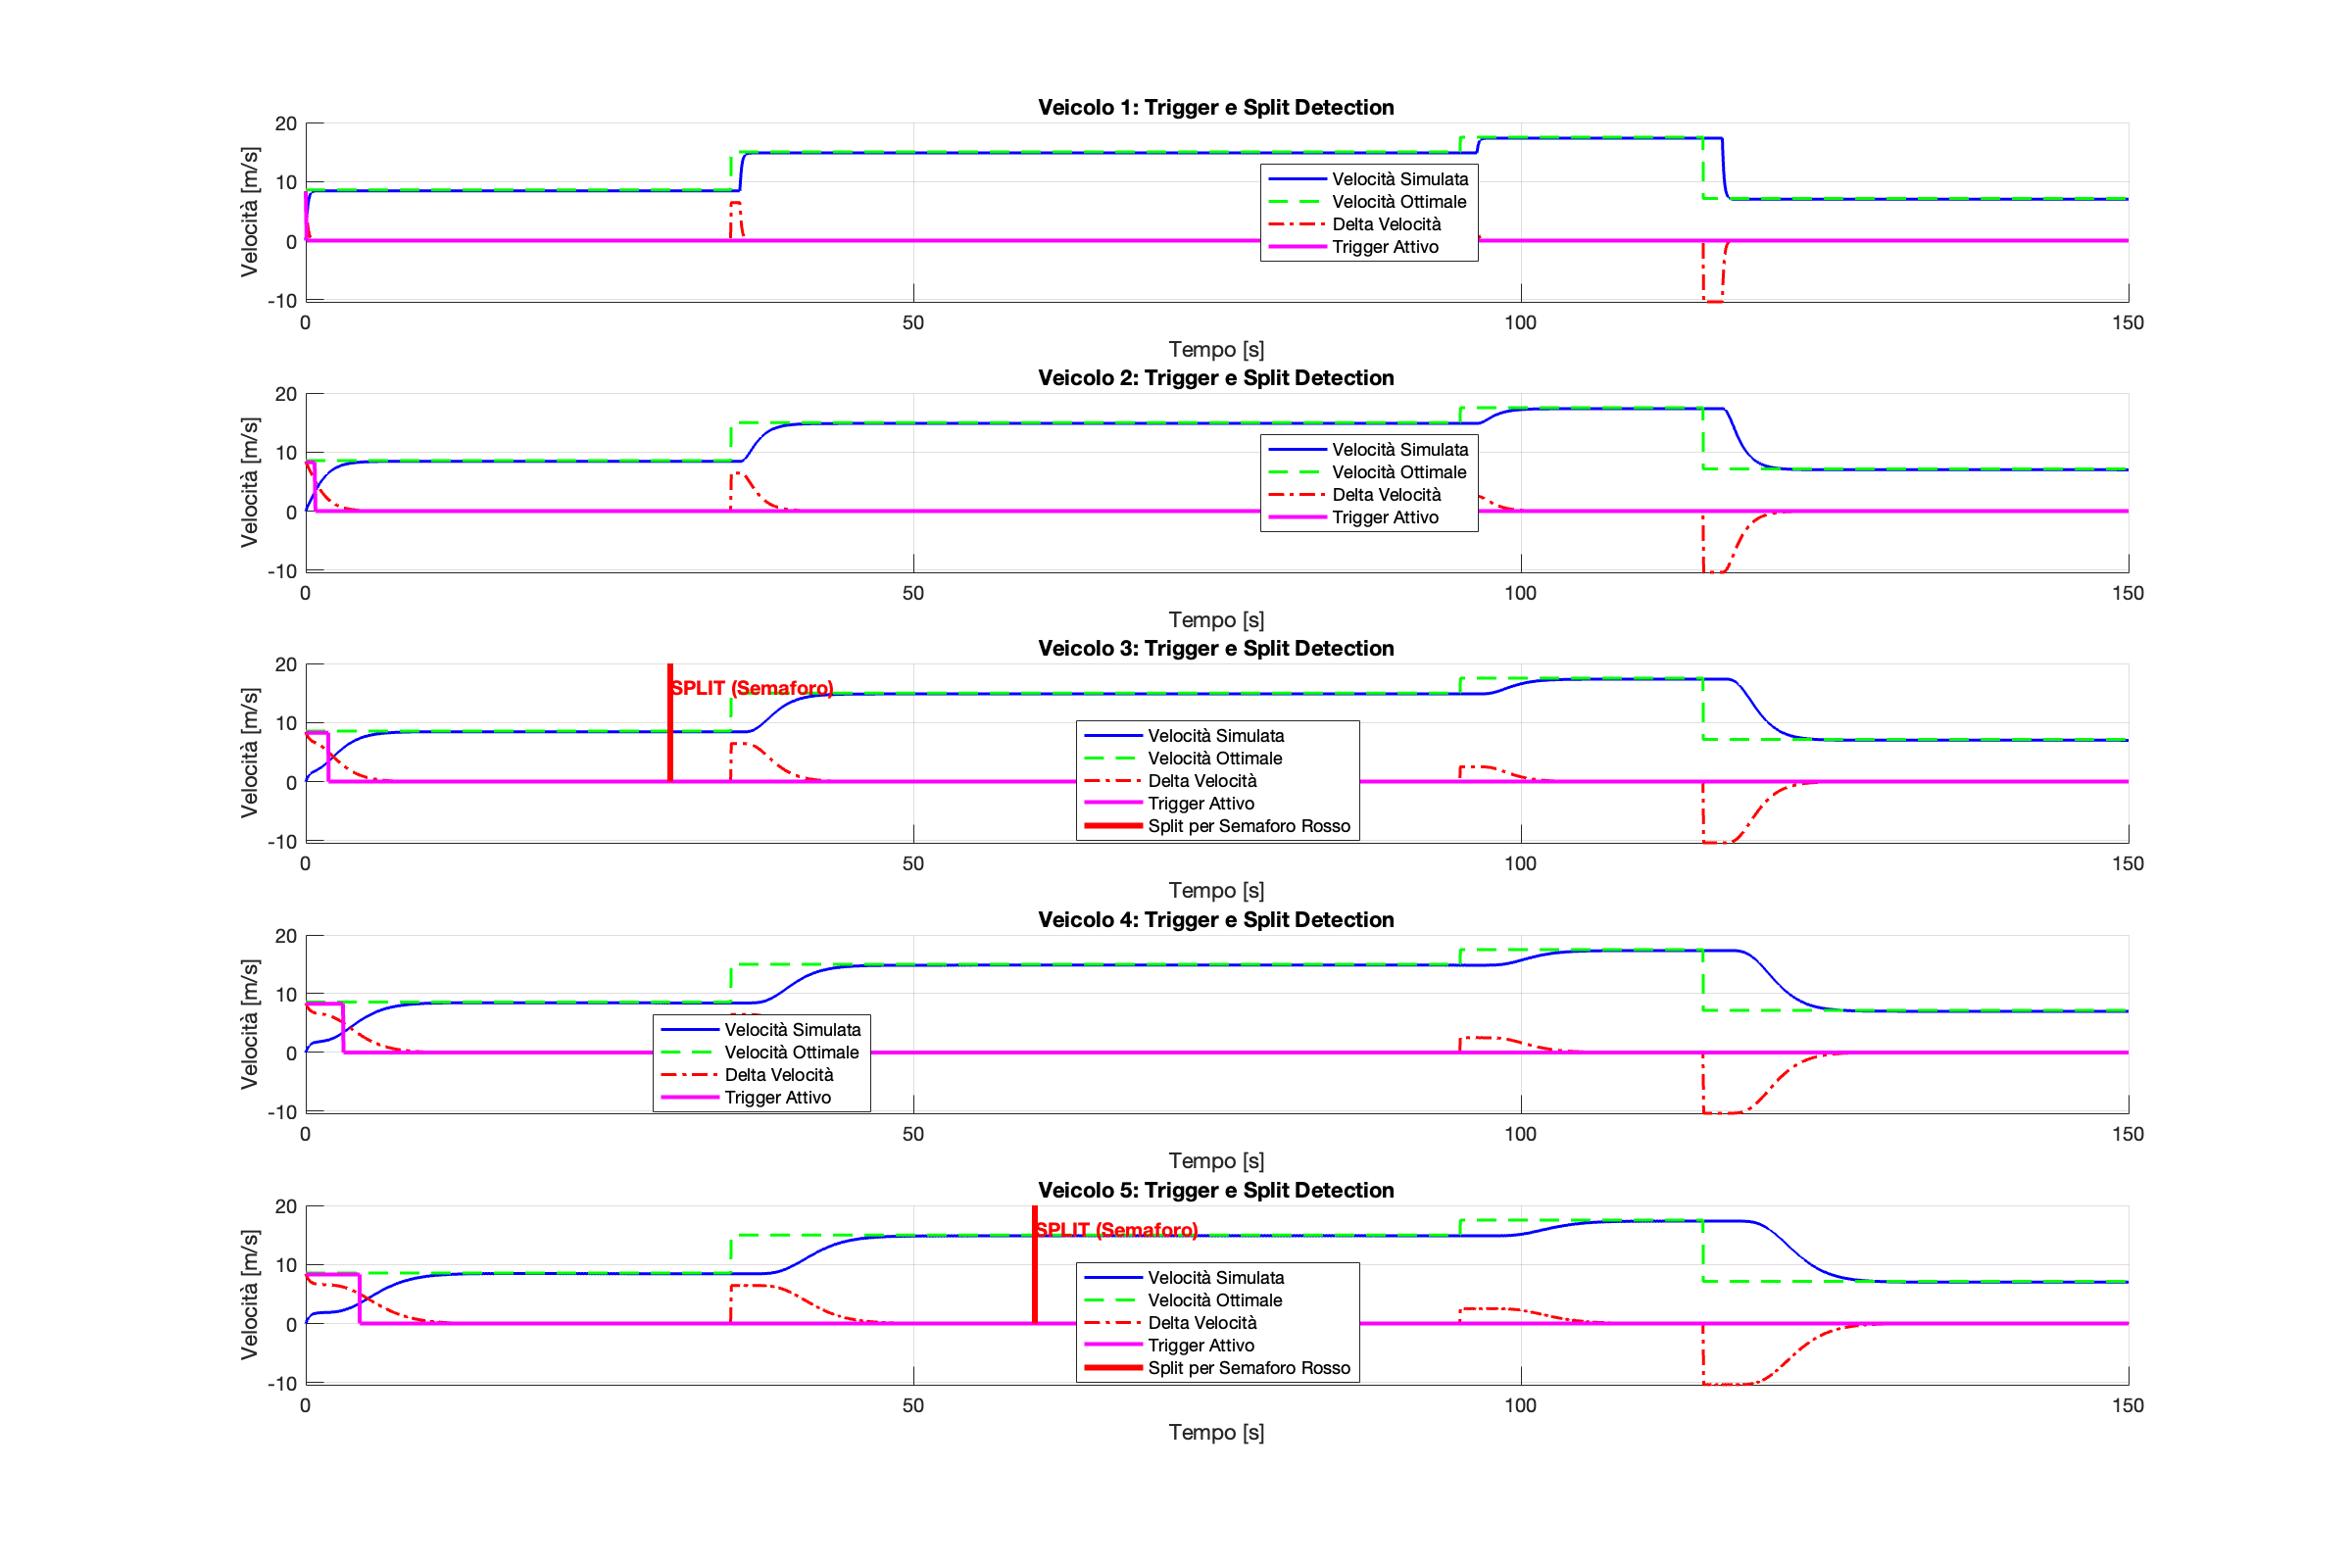 Veicolo 1: Trigger e Split Detection
20
10
0
-10
Velocità [m/s]
Velocità Simulata
Velocità Ottimale
Delta Velocità
Trigger Attivo
0 50 100 150
Tempo [s]
Veicolo 2: Trigger e Split Detection
20
10
0
-10
Velocità [m/s]
Velocità Simulata
Velocità Ottimale
Delta Velocità
Trigger Attivo
0 50 100 150
Tempo [s]
Veicolo 3: Trigger e Split Detection
20
10
0
-10
Velocità [m/s]
SPLIT (Semaforo)
Velocità Simulata
Velocità Ottimale
Delta Velocità
Trigger Attivo
Split per Semaforo Rosso
0 50 100 150
Tempo [s]
Veicolo 4: Trigger e Split Detection
20
10
0
-10
Velocità [m/s]
Velocità Simulata
Velocità Ottimale
Delta Velocità
Trigger Attivo
0 50 100 150
Tempo [s]
Veicolo 5: Trigger e Split Detection
20
10
0
-10
Velocità [m/s]
SPLIT (Semaforo)
Velocità Simulata
Velocità Ottimale
Delta Velocità
Trigger Attivo
Split per Semaforo Rosso
0 50 100 150
Tempo [s]